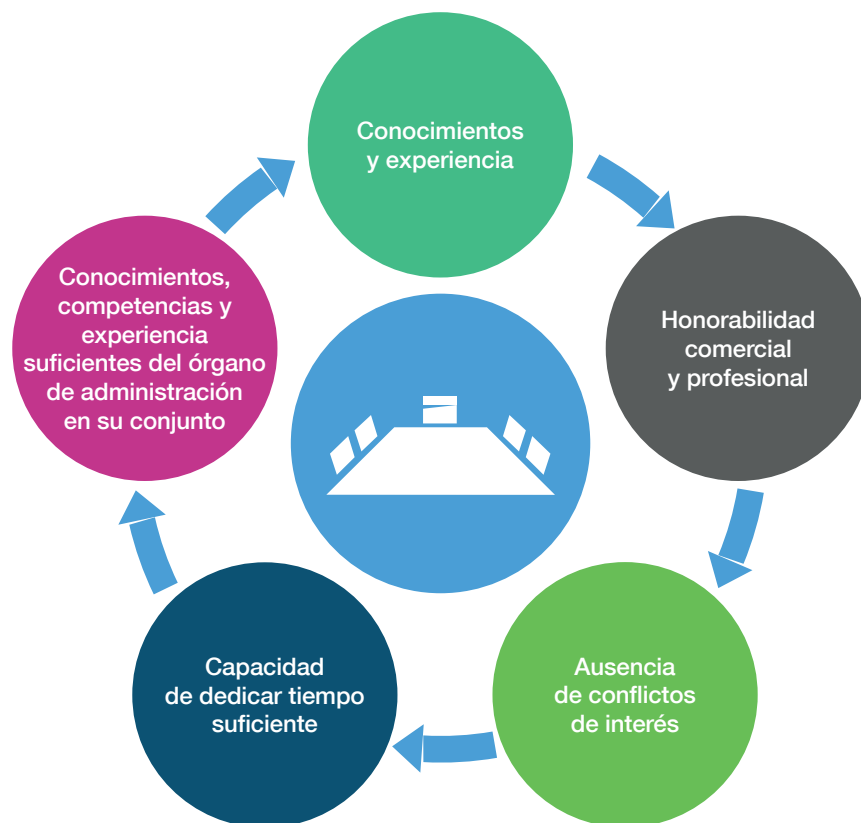 Conocimientos
y experiencia
Honorabilidad
comercial
y profesional
Ausencia
de conflictos
de interés
Capacidad
de dedicar tiempo
suficiente
Conocimientos,
competencias y
experiencia
suficientes del órgano
de administración
en su conjunto